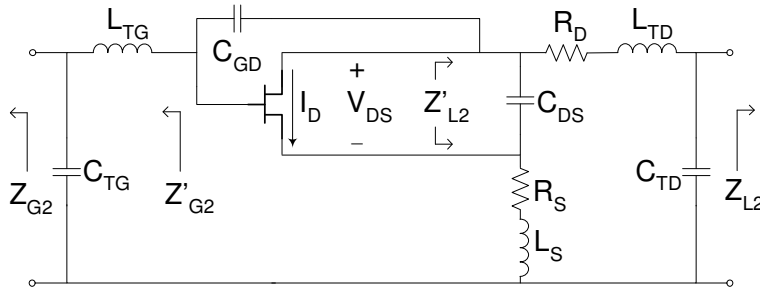 L_TG
C_GD
R_D
L_TD
I_D
+
V_DS
–
Z'_L2
C_DS
Z_G2
C_TG
Z'_G2
R_S
L_S
C_TD
Z_L2